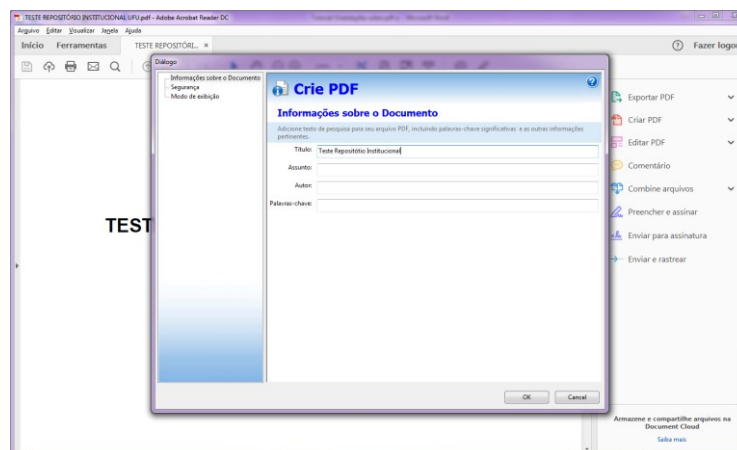 TESTE REPOSITÓRIO INSTITUCIONAL UFU.pdf - Adobe Acrobat Reader DC
Arquivo Editar Visualizar Janela Ajuda
Início Ferramentas TESTE REPOSITÓRI... ×
Fazer logon
Diálogo
Informações sobre o Documento
Segurança
Modo de exibição
Crie PDF
Informações sobre o Documento
Adicione texto de pesquisa para seu arquivo PDF, incluindo palavras-chave significativas e as outras informações
pertinentes.
Título: Teste Repositótio Institucional
Assunto:
Autor:
Palavras-chave:
OK Cancel
TEST
Exportar PDF
Criar PDF
Editar PDF
Comentário
Combine arquivos
Preencher e assinar
Enviar para assinatura
Enviar e rastrear
Armazene e compartilhe arquivos na
Document Cloud
Saiba mais